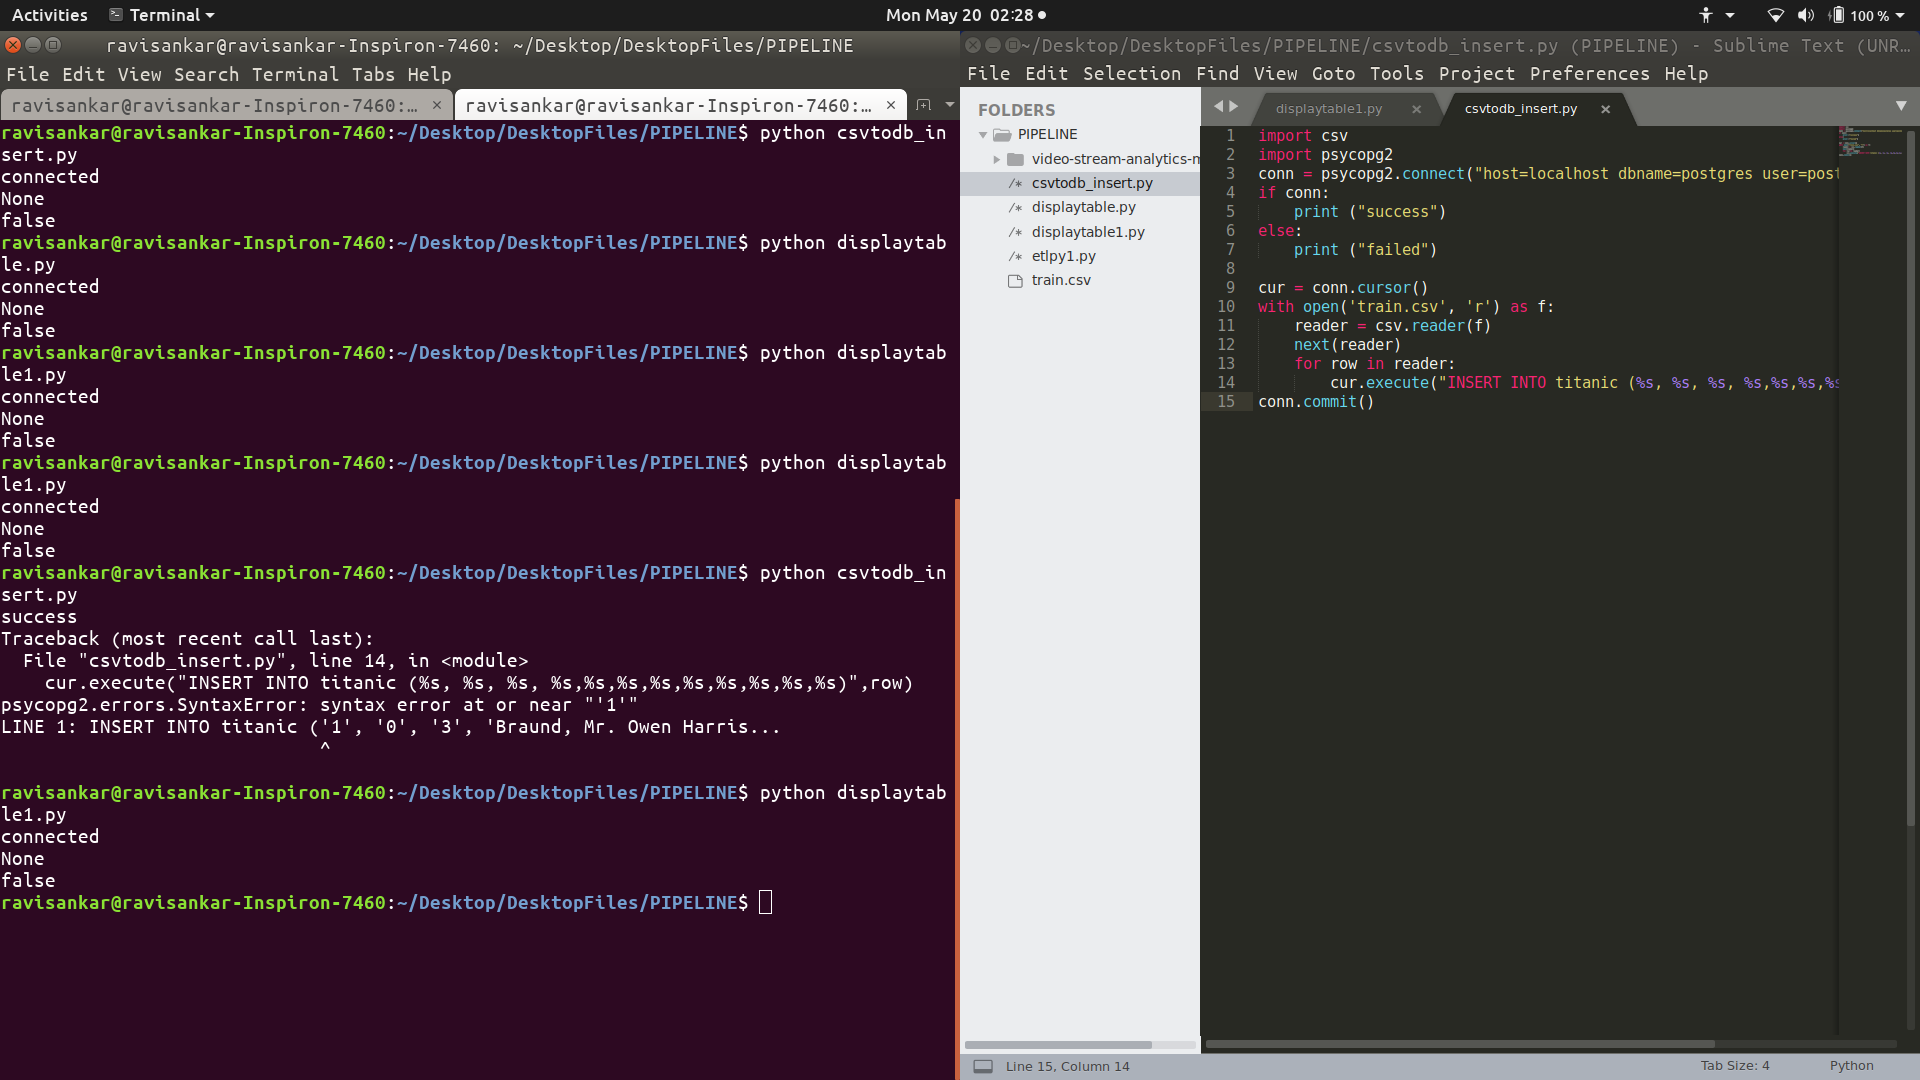 Activities Terminal Mon May 20 02:28 100 %
ravisankar@ravisankar-Inspiron-7460: ~/Desktop/DesktopFiles/PIPELINE
File Edit View Search Terminal Tabs Help
ravisankar@ravisankar-Inspiron-7460:... × ravisankar@ravisankar-Inspiron-7460:... ×
ravisankar@ravisankar-Inspiron-7460:~/Desktop/DesktopFiles/PIPELINE$ python csvtodb_in
sert.py
connected
None
false
ravisankar@ravisankar-Inspiron-7460:~/Desktop/DesktopFiles/PIPELINE$ python displaytab
le.py
connected
None
false
ravisankar@ravisankar-Inspiron-7460:~/Desktop/DesktopFiles/PIPELINE$ python displaytab
le1.py
connected
None
false
ravisankar@ravisankar-Inspiron-7460:~/Desktop/DesktopFiles/PIPELINE$ python displaytab
le1.py
connected
None
false
ravisankar@ravisankar-Inspiron-7460:~/Desktop/DesktopFiles/PIPELINE$ python csvtodb_in
sert.py
success
Traceback (most recent call last):
  File "csvtodb_insert.py", line 14, in <module>
    cur.execute("INSERT INTO titanic (%s, %s, %s, %s,%s,%s,%s,%s,%s,%s,%s,%s)",row)
psycopg2.errors.SyntaxError: syntax error at or near "'1'"
LINE 1: INSERT INTO titanic ('1', '0', '3', 'Braund, Mr. Owen Harris...
                             ^
ravisankar@ravisankar-Inspiron-7460:~/Desktop/DesktopFiles/PIPELINE$ python displaytab
le1.py
connected
None
false
ravisankar@ravisankar-Inspiron-7460:~/Desktop/DesktopFiles/PIPELINE$
~/Desktop/DesktopFiles/PIPELINE/csvtodb_insert.py (PIPELINE) - Sublime Text (UNR...
File Edit Selection Find View Goto Tools Project Preferences Help
FOLDERS
PIPELINE
video-stream-analytics-m
/* csvtodb_insert.py
/* displaytable.py
/* displaytable1.py
/* etlpy1.py
train.csv
displaytable1.py × csvtodb_insert.py ×
1 import csv
2 import psycopg2
3 conn = psycopg2.connect("host=localhost dbname=postgres user=post
4 if conn:
5     print ("success")
6 else:
7     print ("failed")
8
9 cur = conn.cursor()
10 with open('train.csv', 'r') as f:
11     reader = csv.reader(f)
12     next(reader)
13     for row in reader:
14         cur.execute("INSERT INTO titanic (%s, %s, %s, %s,%s,%s,%s
15 conn.commit()
Line 15, Column 14 Tab Size: 4 Python